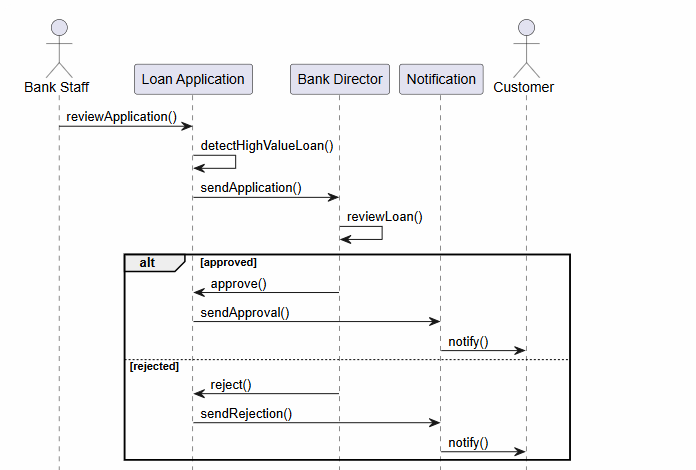 Bank Staff
Loan Application
Bank Director
Notification
Customer
reviewApplication()
detectHighValueLoan()
sendApplication()
reviewLoan()
alt
[approved]
approve()
sendApproval()
notify()
[rejected]
reject()
sendRejection()
notify()